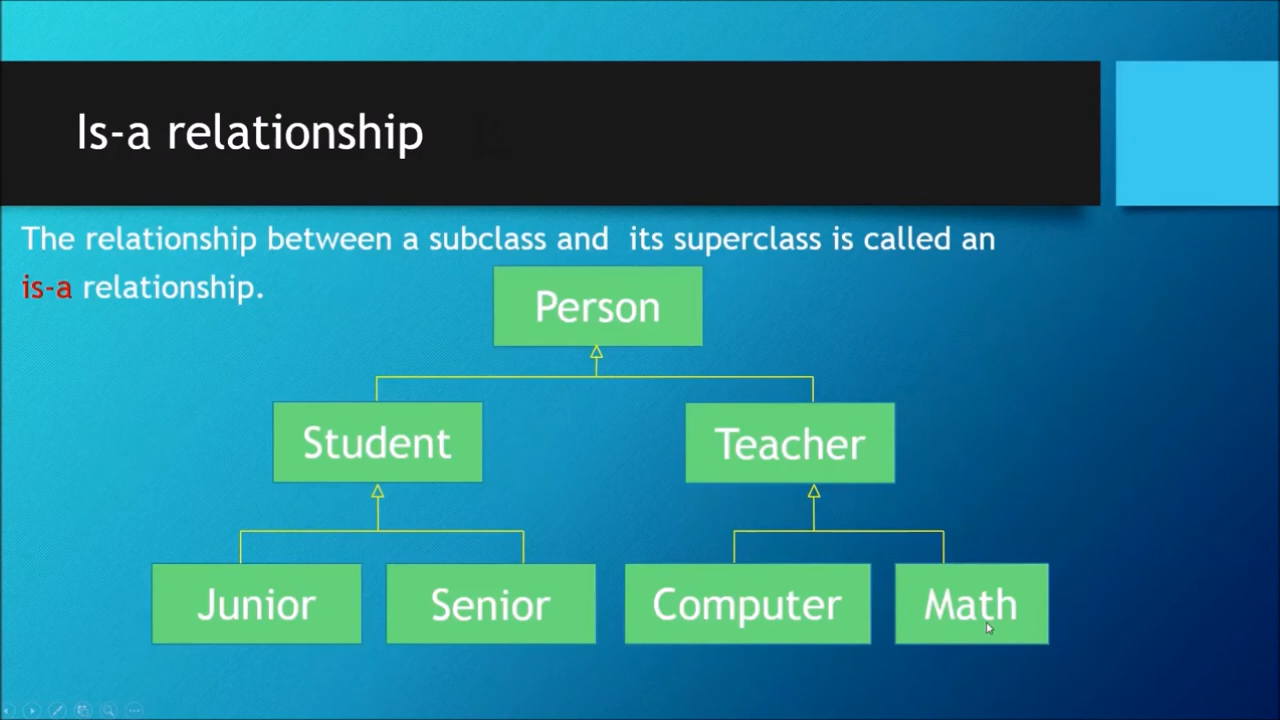 Is-a relationship
The relationship between a subclass and its superclass is called an
is-a relationship.
Person
Student Teacher
Junior Senior Computer Math